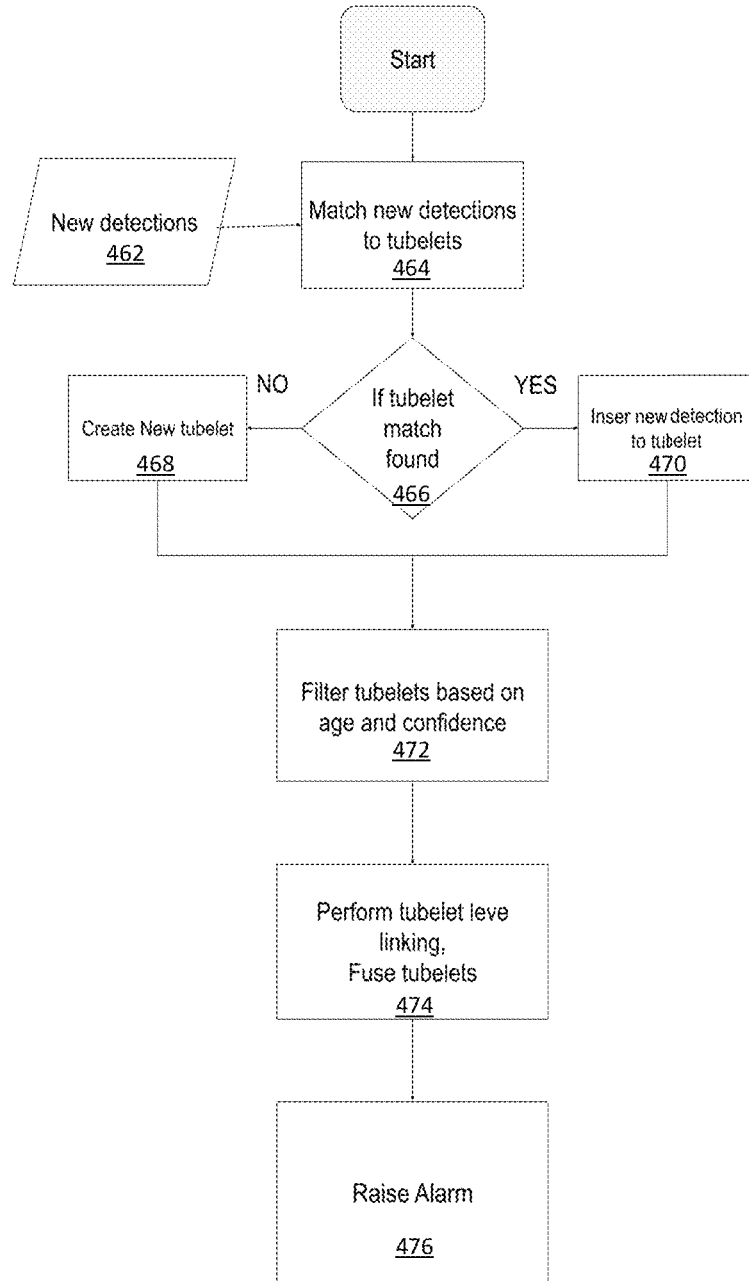 Start
New detections
462
Match new detections
to tubelets
464
NO
YES
If tubelet
match
found
466
Create New tubelet
468
Inser new detection
to tubelet
470
Filter tubelets based on
age and confidence
472
Perform tubelet leve
linking,
Fuse tubelets
474
Raise Alarm
476